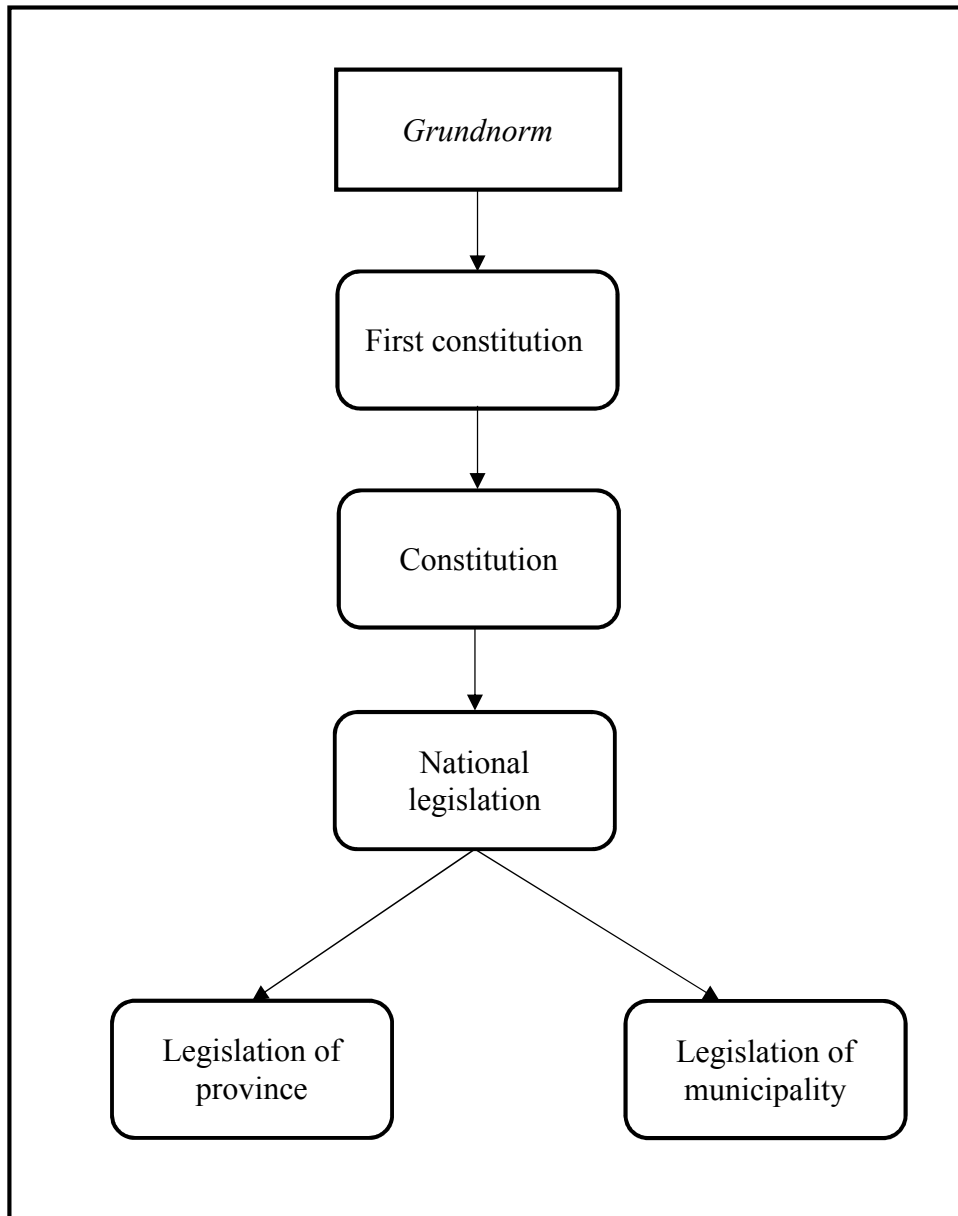 Grundnorm
First constitution
Constitution
National
legislation
Legislation of
province
Legislation of
municipality